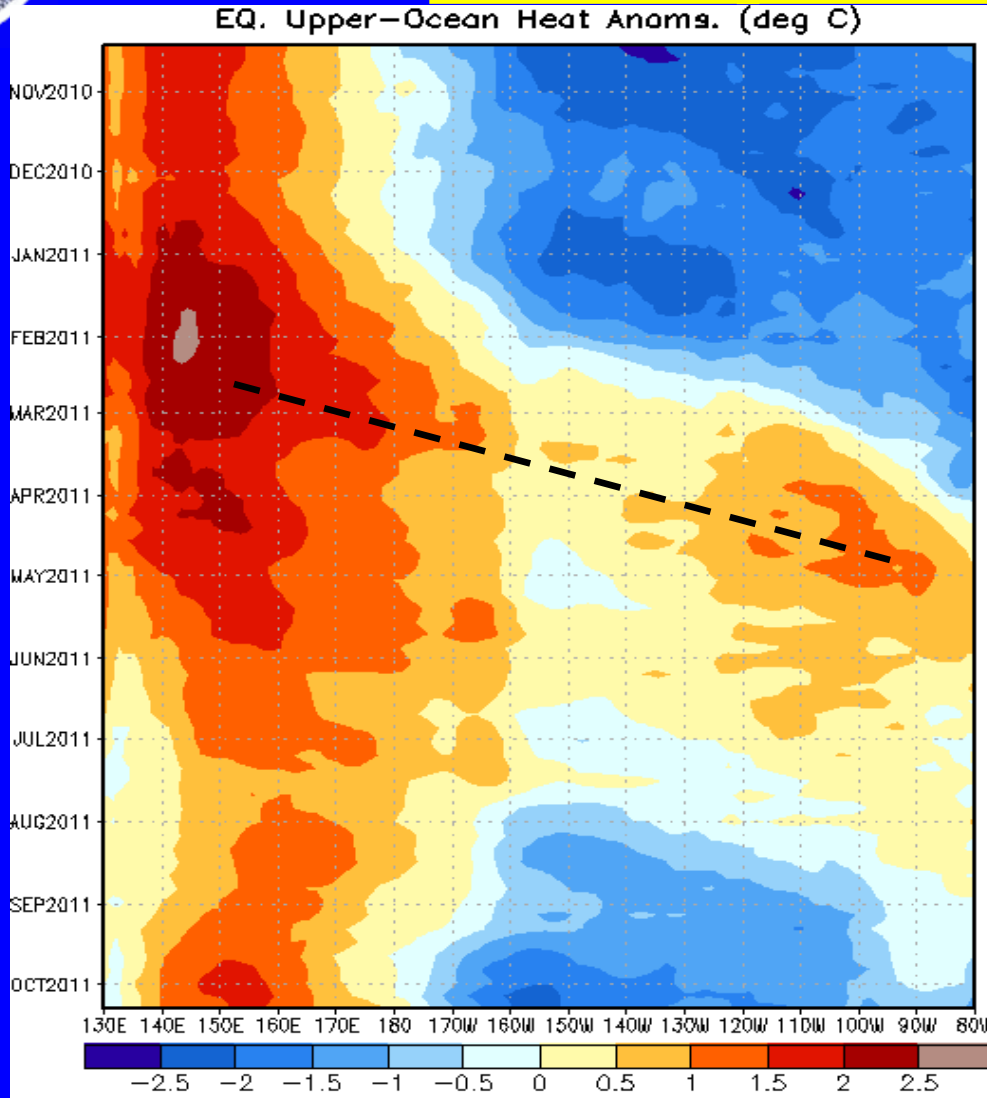 EQ. Upper-Ocean Heat Anoms. (deg C)
NOV2010
DEC2010
JAN2011
FEB2011
MAR2011
APR2011
MAY2011
JUN2011
JUL2011
AUG2011
SEP2011
OCT2011
130E 140E 150E 160E 170E 180 170W 160W 150W 140W 130W 120W 110W 100W 90W 80W
-2.5 -2 -1.5 -1 -0.5 0 0.5 1 1.5 2 2.5